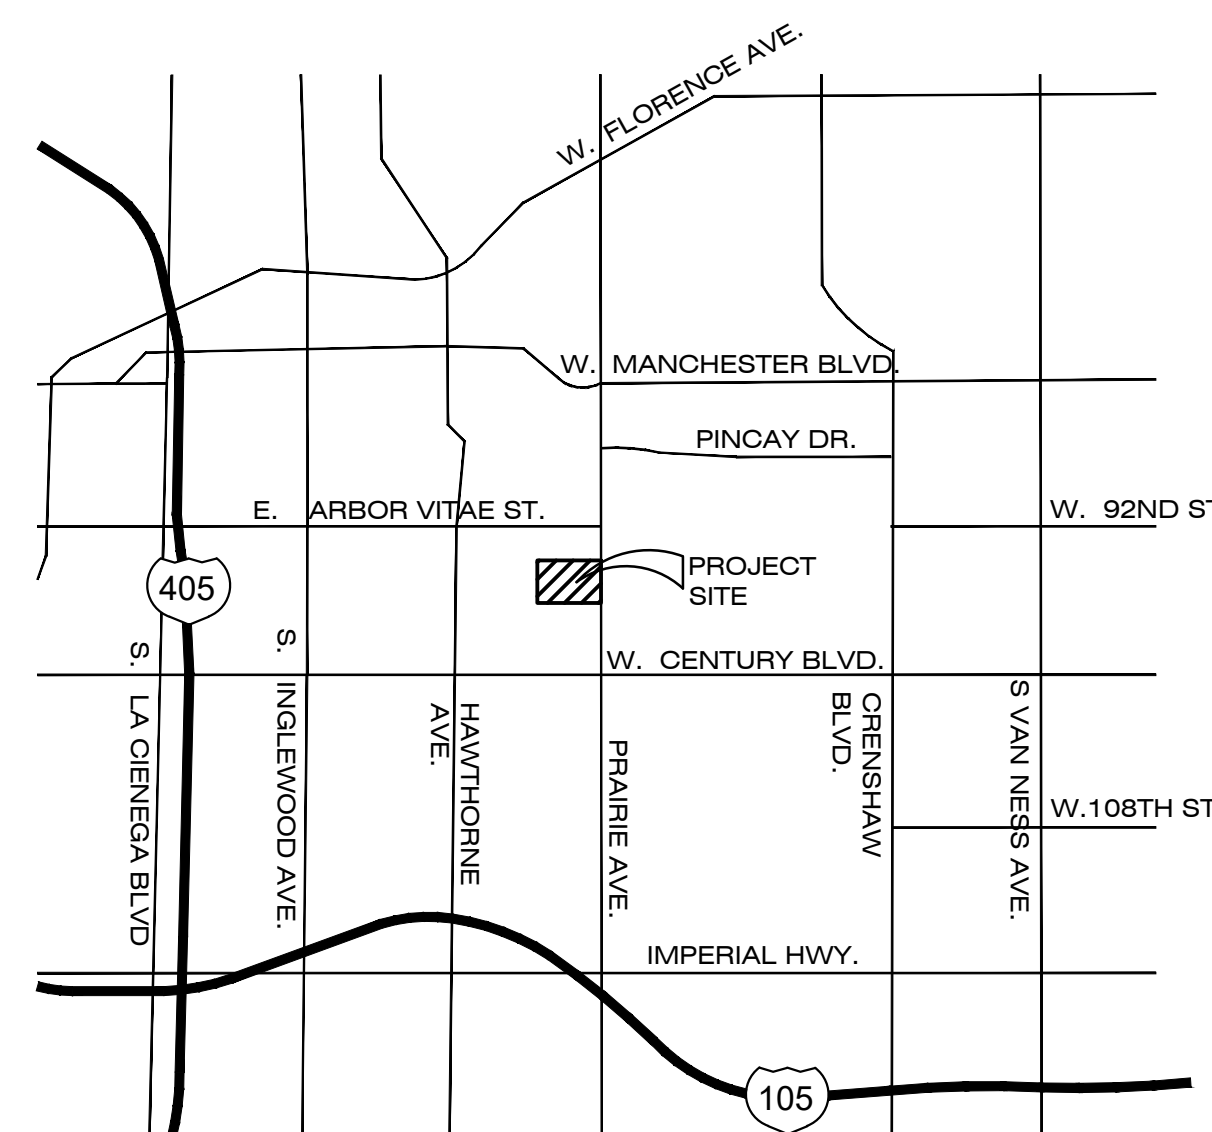 W. FLORENCE AVE.
W. MANCHESTER BLVD.
PINCAY DR.
E. ARBOR VITAE ST.
W. 92ND ST
PROJECT
SITE
405
W. CENTURY BLVD.
S. LA CIENEGA BLVD
S. INGLEWOOD AVE.
HAWTHORNE
AVE.
PRAIRIE AVE.
CRENSHAW
BLVD.
S VAN NESS AVE.
W.108TH ST
IMPERIAL HWY.
105